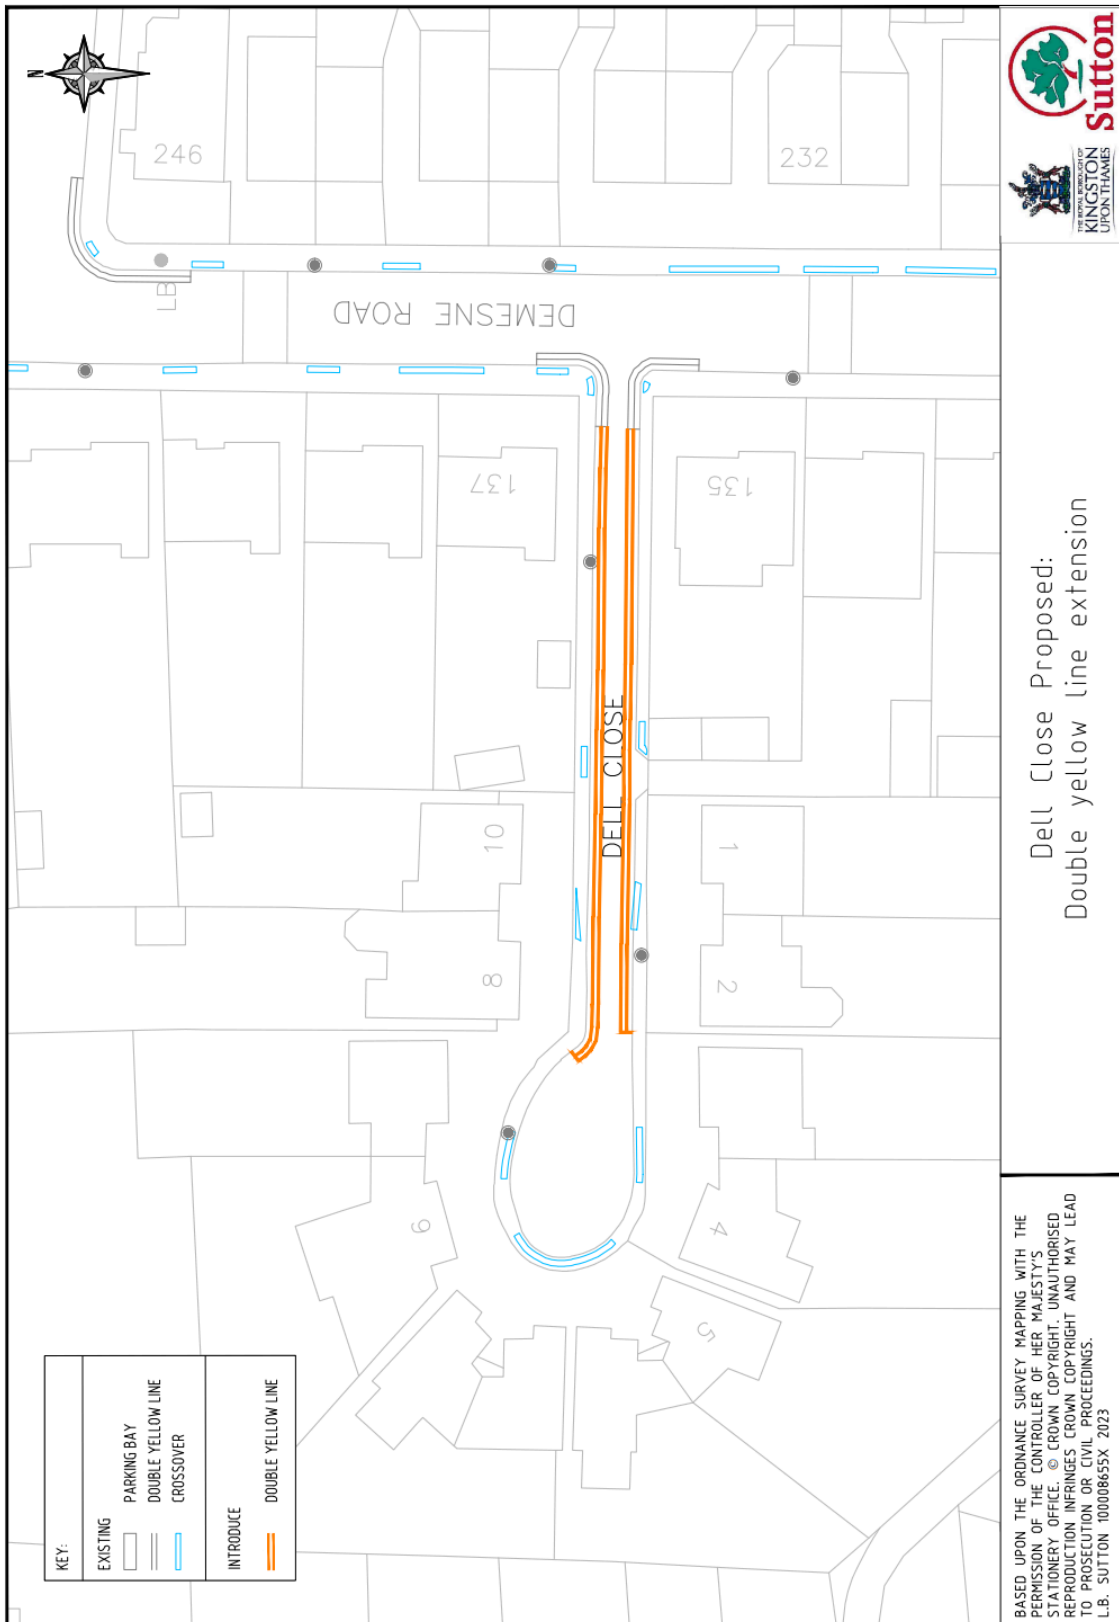 N
246
232
LB
DEMESNE ROAD
137
135
DELL CLOSE
10
1
8
2
9
4
5
KEY:
EXISTING
PARKING BAY
DOUBLE YELLOW LINE
CROSSOVER
INTRODUCE
DOUBLE YELLOW LINE
Sutton
THE ROYAL BOROUGH OF
KINGSTON
UPON THAMES
Dell Close Proposed:
Double yellow line extension
BASED UPON THE ORDNANCE SURVEY MAPPING WITH THE
PERMISSION OF THE CONTROLLER OF HER MAJESTY'S
STATIONERY OFFICE. © CROWN COPYRIGHT. UNAUTHORISED
REPRODUCTION INFRINGES CROWN COPYRIGHT AND MAY LEAD
TO PROSECUTION OR CIVIL PROCEEDINGS.
L.B. SUTTON 100008655X 2023